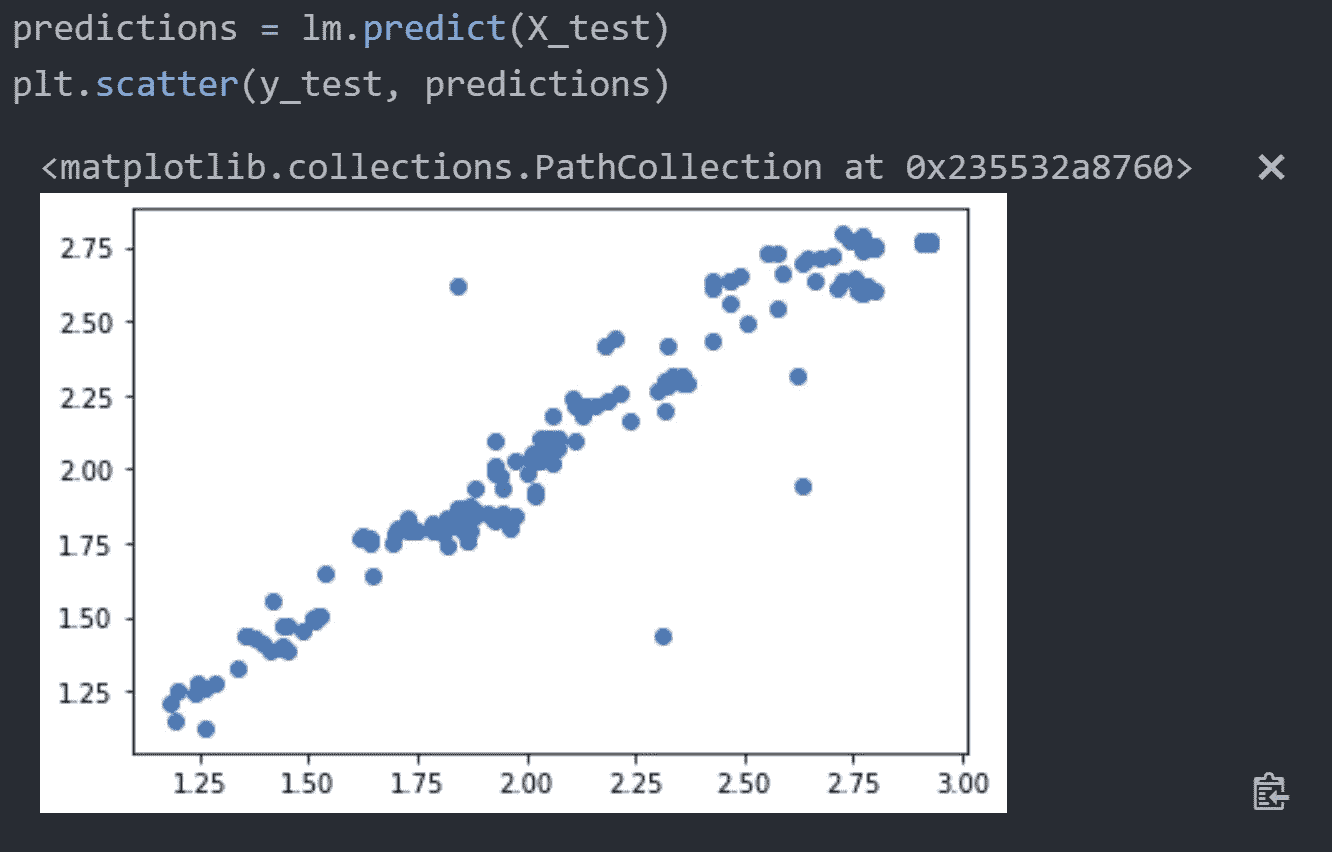 predictions = lm.predict(X_test)
plt.scatter(y_test, predictions)
<matplotlib.collections.PathCollection at 0x235532a8760>
2.75
2.50
2.25
2.00
1.75
1.50
1.25
1.25 1.50 1.75 2.00 2.25 2.50 2.75 3.00